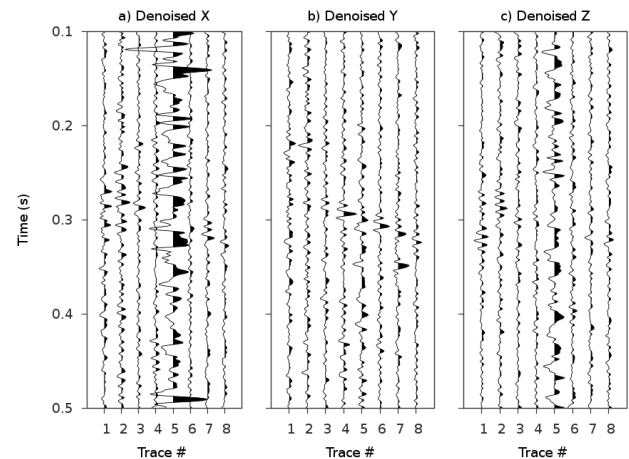 a) Denoised X
b) Denoised Y
c) Denoised Z
0.1
0.2
0.3
0.4
0.5
Time (s)
1 2 3 4 5 6 7 8
1 2 3 4 5 6 7 8
1 2 3 4 5 6 7 8
Trace #
Trace #
Trace #